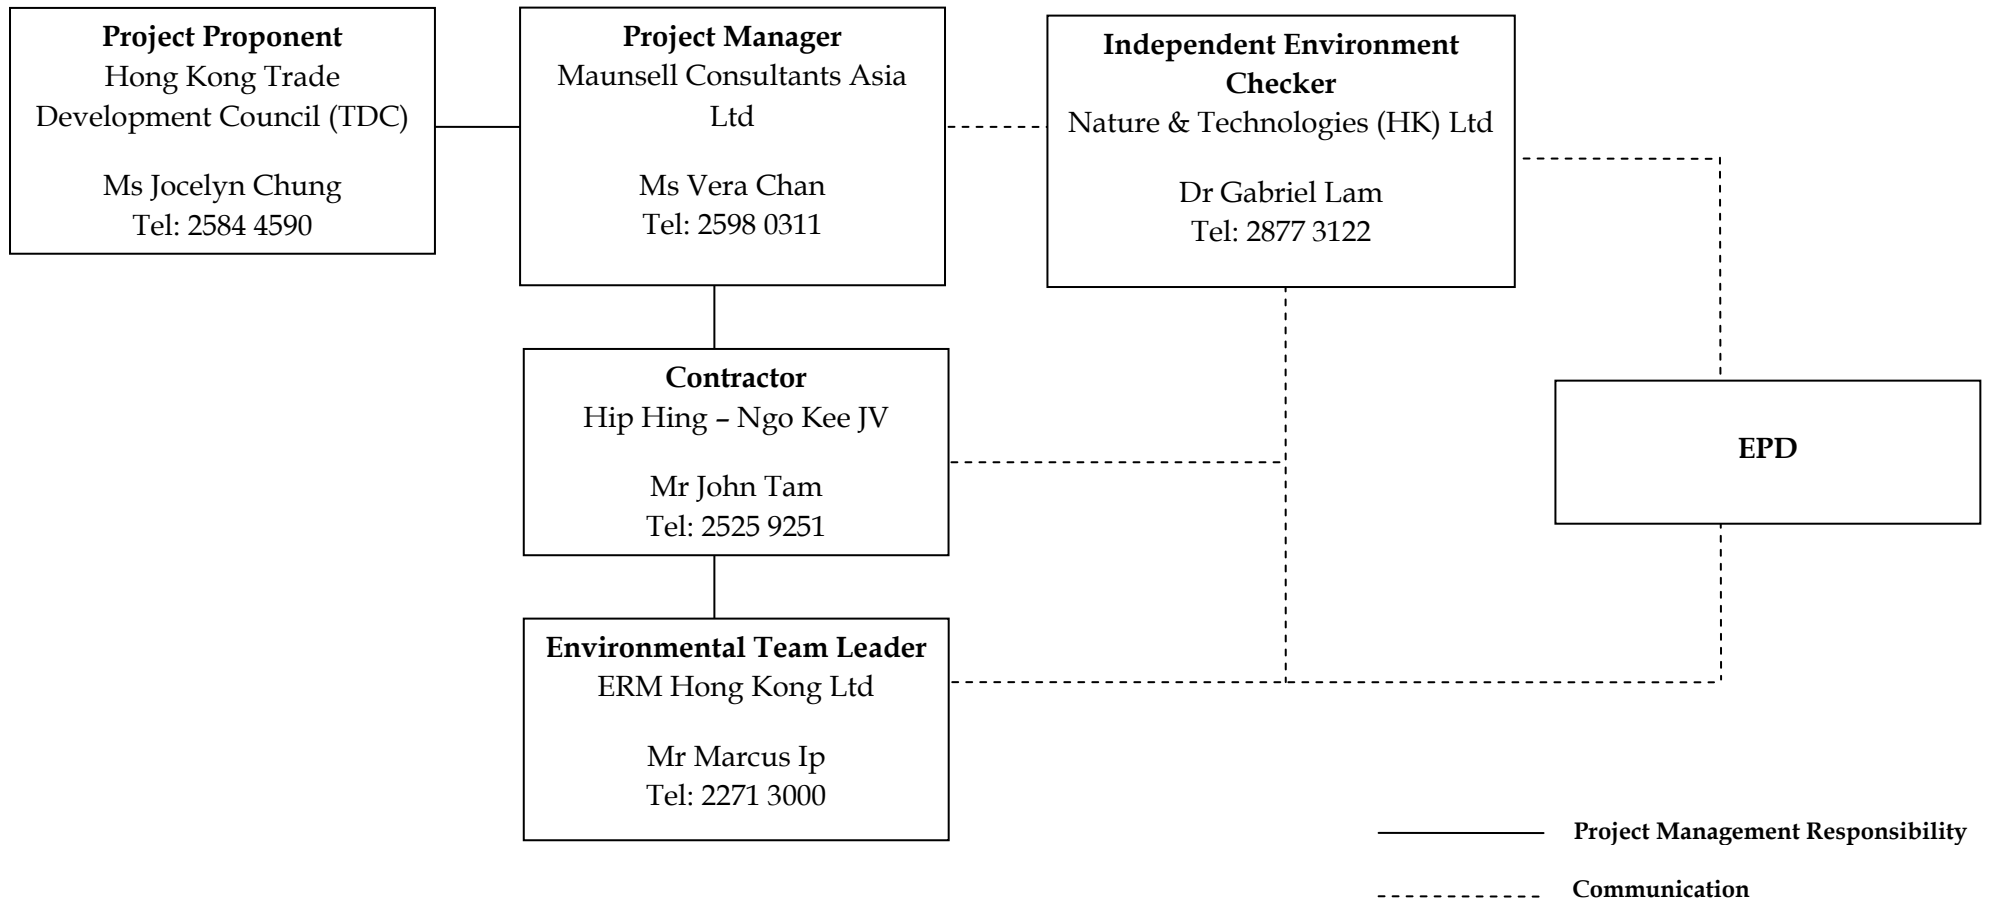 Project Proponent
Hong Kong Trade
Development Council (TDC)
Ms Jocelyn Chung
Tel: 2584 4590
Project Manager
Maunsell Consultants Asia
Ltd
Ms Vera Chan
Tel: 2598 0311
Independent Environment
Checker
Nature & Technologies (HK) Ltd
Dr Gabriel Lam
Tel: 2877 3122
Contractor
Hip Hing – Ngo Kee JV
Mr John Tam
Tel: 2525 9251
EPD
Environmental Team Leader
ERM Hong Kong Ltd
Mr Marcus Ip
Tel: 2271 3000
Project Management Responsibility
Communication